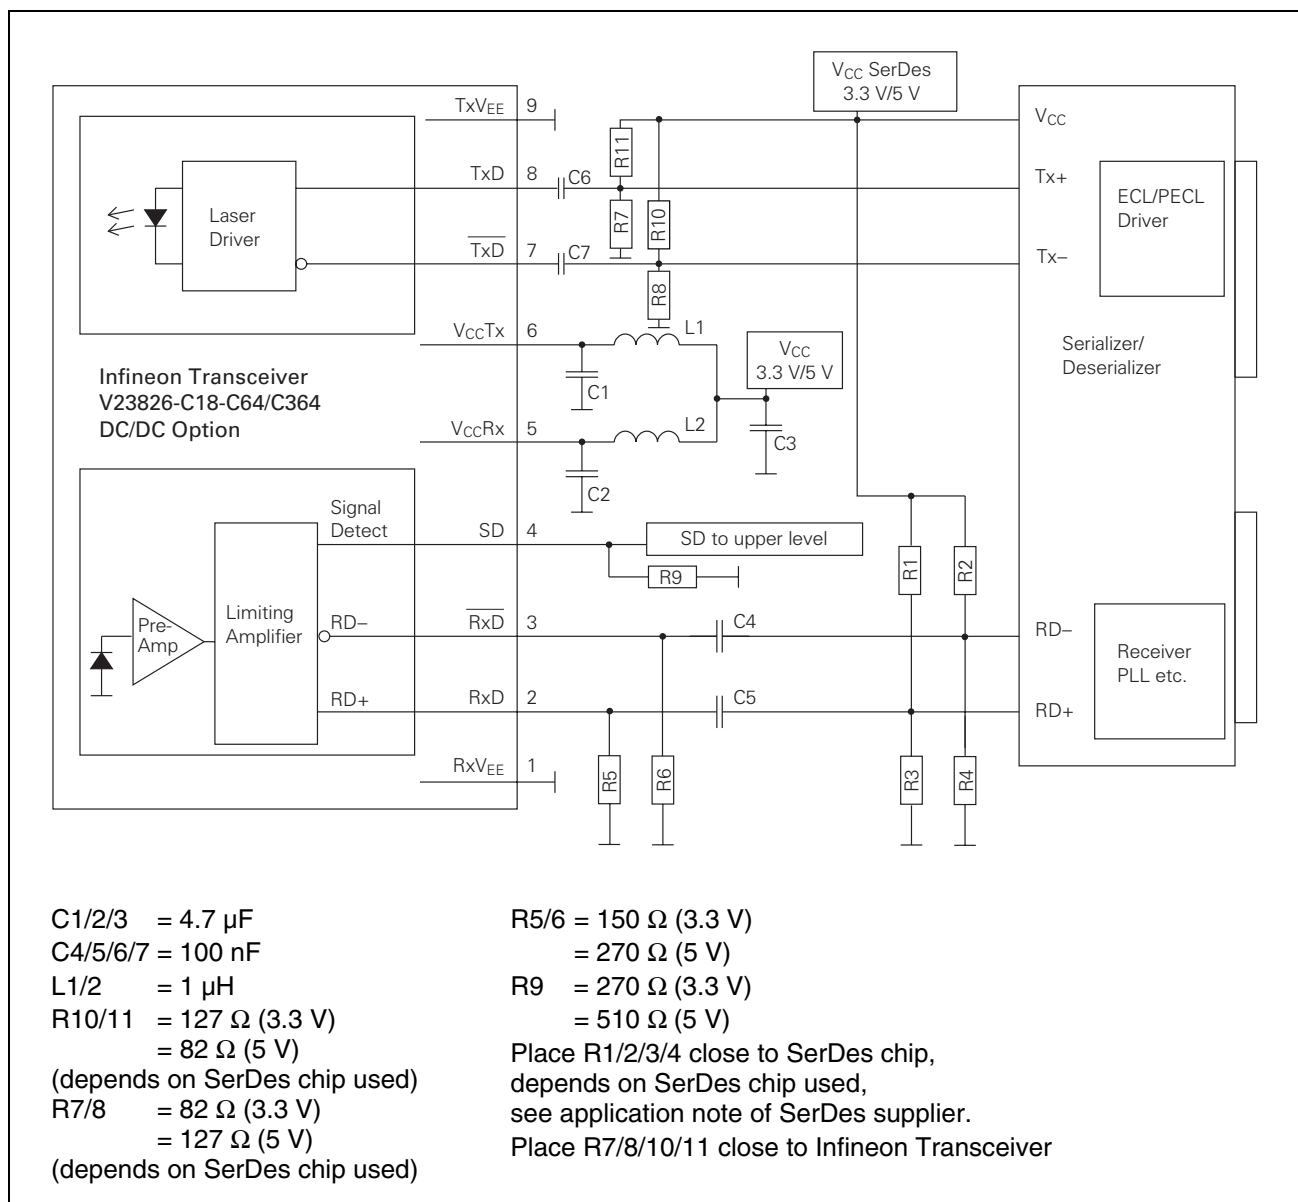 V_CC SerDes
3.3 V/5 V
TxV_EE 9
V_CC
R11
TxD 8 C6
Tx+
Laser
Driver
R7
R10
ECL/PECL
Driver
TxD 7 C7
Tx–
R8
V_CCTx 6 L1
V_CC
3.3 V/5 V
Serializer/
Deserializer
Infineon Transceiver
V23826-C18-C64/C364
DC/DC Option
C1
V_CCRx 5 L2
C3
C2
Signal
Detect
SD 4
SD to upper level
R9
R1
R2
Pre-
Amp
Limiting
Amplifier
RD–
RxD 3 C4
RD–
Receiver
PLL etc.
RD+
RxD 2 C5
RD+
RxV_EE 1
R5
R6
R3
R4
C1/2/3 = 4.7 µF
C4/5/6/7 = 100 nF
L1/2 = 1 µH
R10/11 = 127 Ω (3.3 V)
= 82 Ω (5 V)
(depends on SerDes chip used)
R7/8 = 82 Ω (3.3 V)
= 127 Ω (5 V)
(depends on SerDes chip used)
R5/6 = 150 Ω (3.3 V)
= 270 Ω (5 V)
R9 = 270 Ω (3.3 V)
= 510 Ω (5 V)
Place R1/2/3/4 close to SerDes chip,
depends on SerDes chip used,
see application note of SerDes supplier.
Place R7/8/10/11 close to Infineon Transceiver